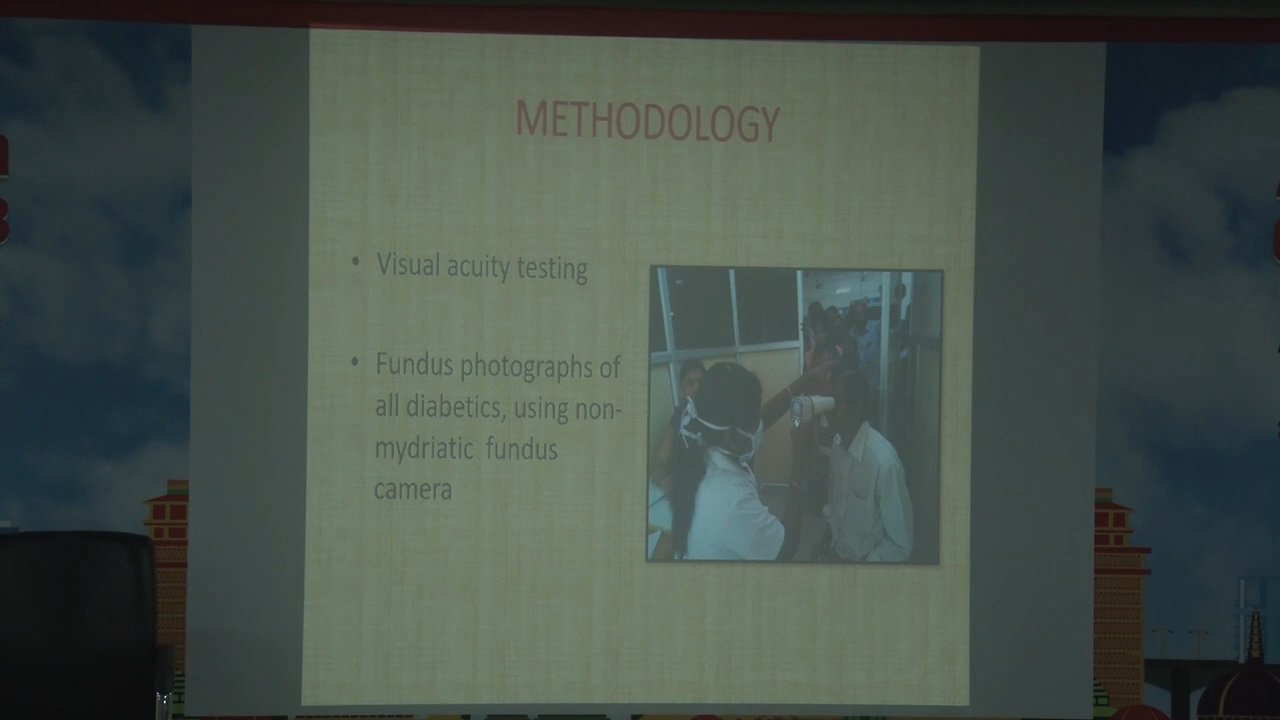 METHODOLOGY
• Visual acuity testing
• Fundus photographs of
all diabetics, using non-
mydriatic fundus
camera